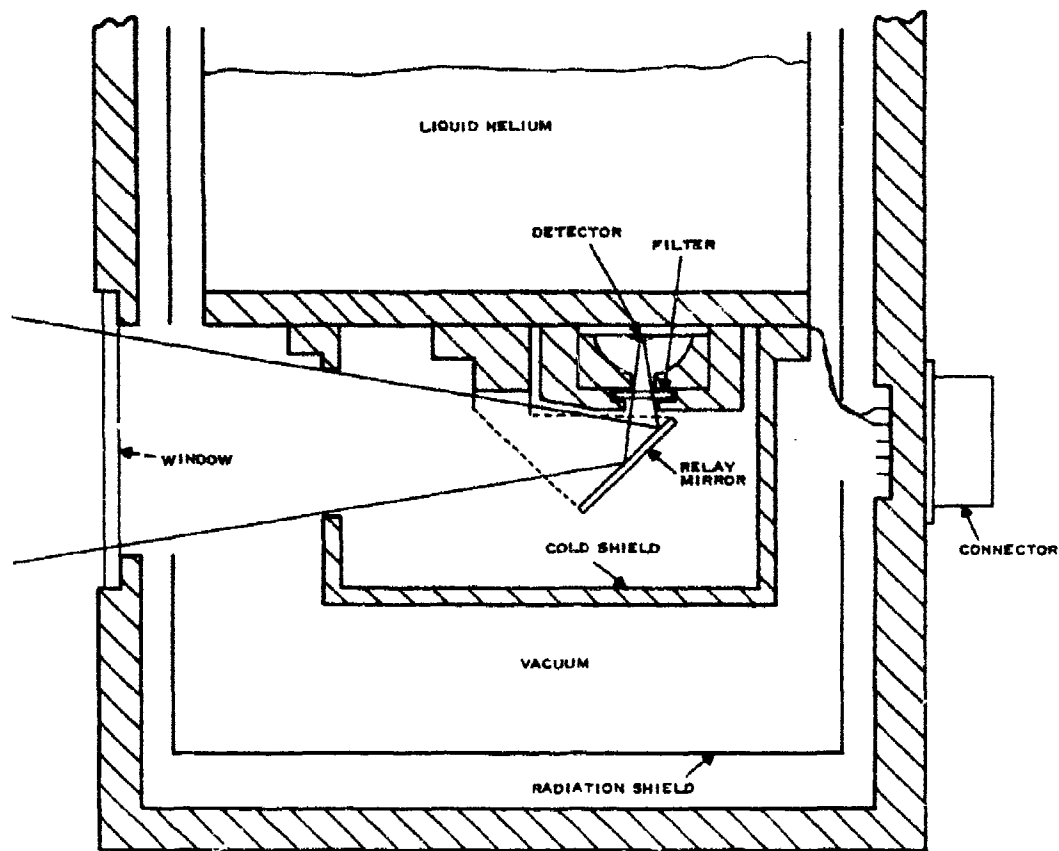 LIQUID HELIUM
DETECTOR
FILTER
WINDOW
RELAY
MIRROR
COLD SHIELD
CONNECTOR
VACUUM
RADIATION SHIELD